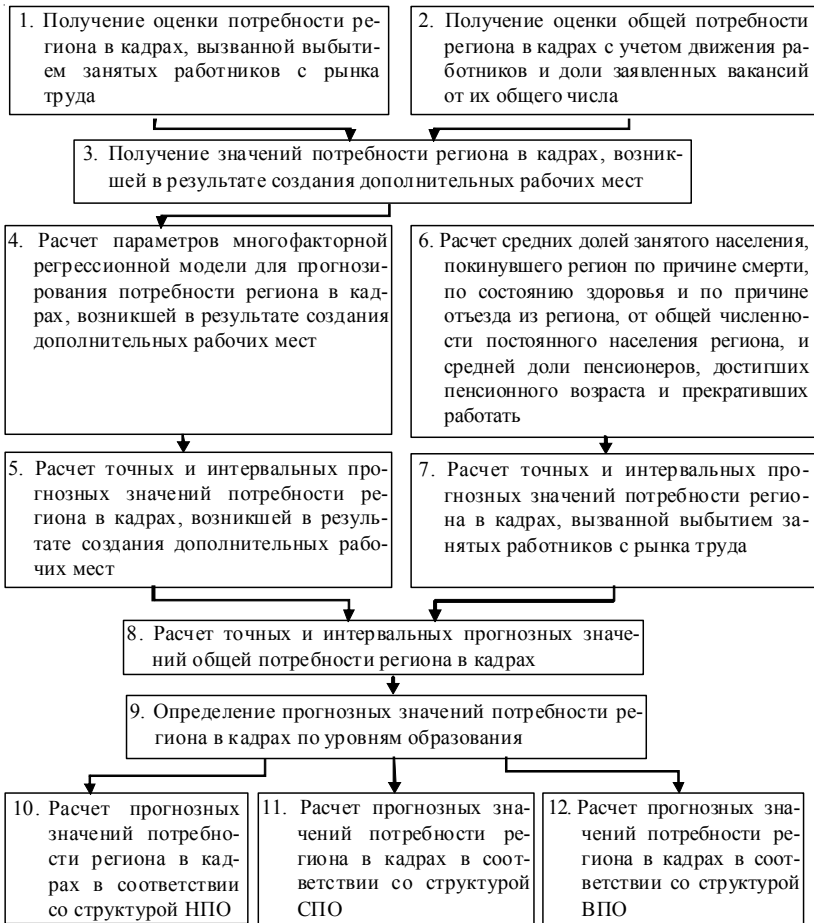 1. Получение оценки потребности ре-
гиона в кадрах, вызванной выбыти-
ем занятых работников с рынка
труда
2. Получение оценки общей потребности
региона в кадрах с учетом движения ра-
ботников и доли заявленных вакансий
от их общего числа
3. Получение значений потребности региона в кадрах, возник-
шей в результате создания дополнительных рабочих мест
4. Расчет параметров многофакторной
регрессионной модели для прогнози-
рования потребности региона в кад-
рах, возникшей в результате создания
дополнительных рабочих мест
6. Расчет средних долей занятого населения,
покинувшего регион по причине смерти,
по состоянию здоровья и по причине
отъезда из региона, от общей численно-
сти постоянного населения региона, и
средней доли пенсионеров, достигших
пенсионного возраста и прекративших
работать
5. Расчет точных и интервальных про-
гнозных значений потребности ре-
гиона в кадрах, возникшей в резуль-
тате создания дополнительных рабо-
чих мест
7. Расчет точных и интервальных про-
гнозных значений потребности регио-
на в кадрах, вызванной выбытием за-
нятых работников с рынка труда
8. Расчет точных и интервальных прогнозных значе-
ний общей потребности региона в кадрах
9. Определение прогнозных значений потребности ре-
гиона в кадрах по уровням образования
10. Расчет прогнозных
значений потребно-
сти региона в кад-
рах в соответствии
со структурой НПО
11. Расчет прогнозных зна-
чений потребности ре-
гиона в кадрах в соот-
ветствии со структурой
СПО
12. Расчет прогнозных зна-
чений потребности ре-
гиона в кадрах в соот-
ветствии со структурой
ВПО